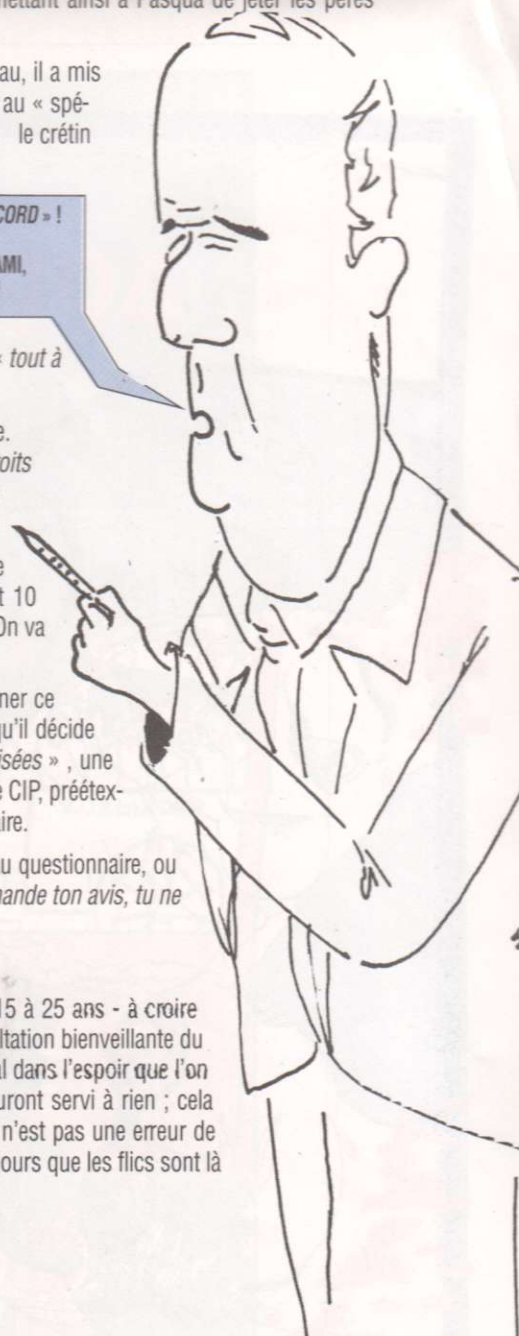 mettant ainsi à Pasqua de jeter les pères
au, il a mis
au « spé-
le crétin
CORD » !
AMI,
« tout à
e.
oits
e
t 10
On va
ner ce
qu'il décide
isées » , une
e CIP, préétex-
ire.
u questionnaire, ou
mande ton avis, tu ne
15 à 25 ans - à croire
ltation bienveillante du
al dans l'espoir que l'on
uront servi à rien ; cela
n'est pas une erreur de
ours que les flics sont là